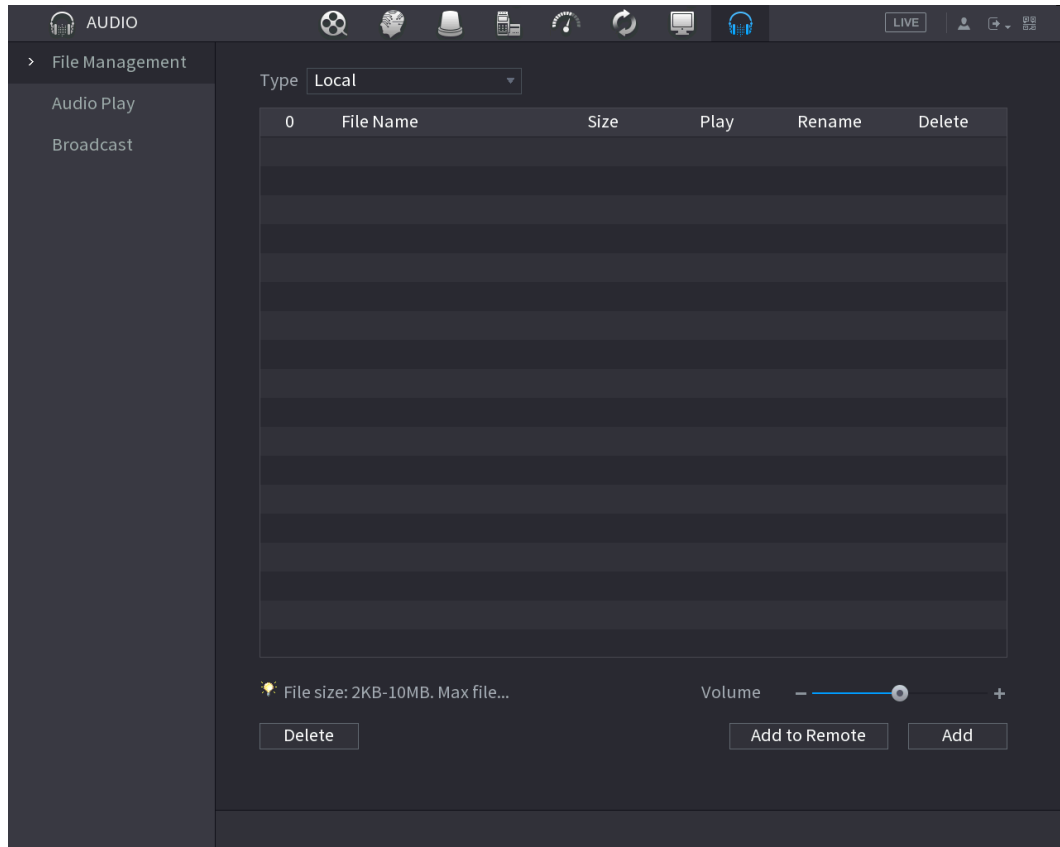 AUDIO
LIVE
File Management
Audio Play
Broadcast
Type Local
0 File Name Size Play Rename Delete
File size: 2KB-10MB. Max file... Volume
Delete Add to Remote Add